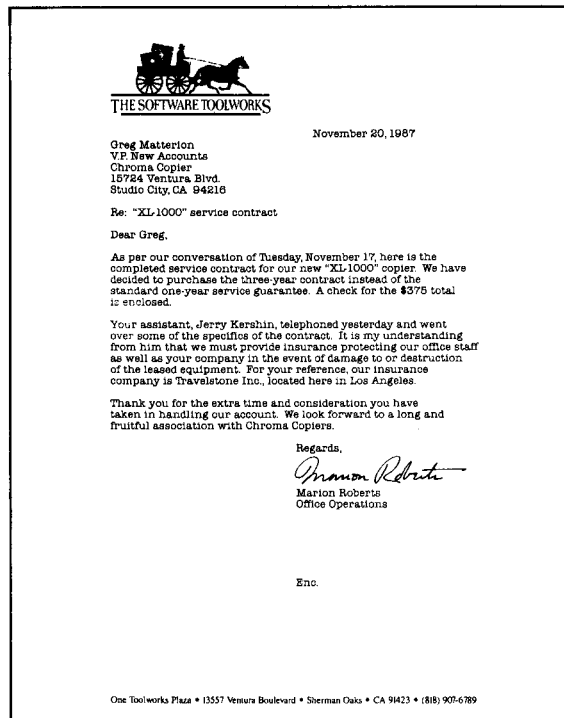 THE SOFTWARE TOOLWORKS
November 20, 1987
Greg Matterion
V.P. New Accounts
Chroma Copier
15724 Ventura Blvd.
Studio City, CA 94216
Re: "XL-1000" service contract
Dear Greg,
As per our conversation of Tuesday, November 17, here is the
completed service contract for our new "XL-1000" copier. We have
decided to purchase the three-year contract instead of the
standard one-year service guarantee. A check for the $375 total
is enclosed.
Your assistant, Jerry Kershin, telephoned yesterday and went
over some of the specifics of the contract. It is my understanding
from him that we must provide insurance protecting our office staff
as well as your company in the event of damage to or destruction
of the leased equipment. For your reference, our insurance
company is Travelstone Inc., located here in Los Angeles.
Thank you for the extra time and consideration you have
taken in handling our account. We look forward to a long and
fruitful association with Chroma Copiers.
Regards,
Marion Roberts
Marion Roberts
Office Operations
Enc.
One Toolworks Plaza • 13557 Ventura Boulevard • Sherman Oaks • CA 91423 • (818) 907-6789